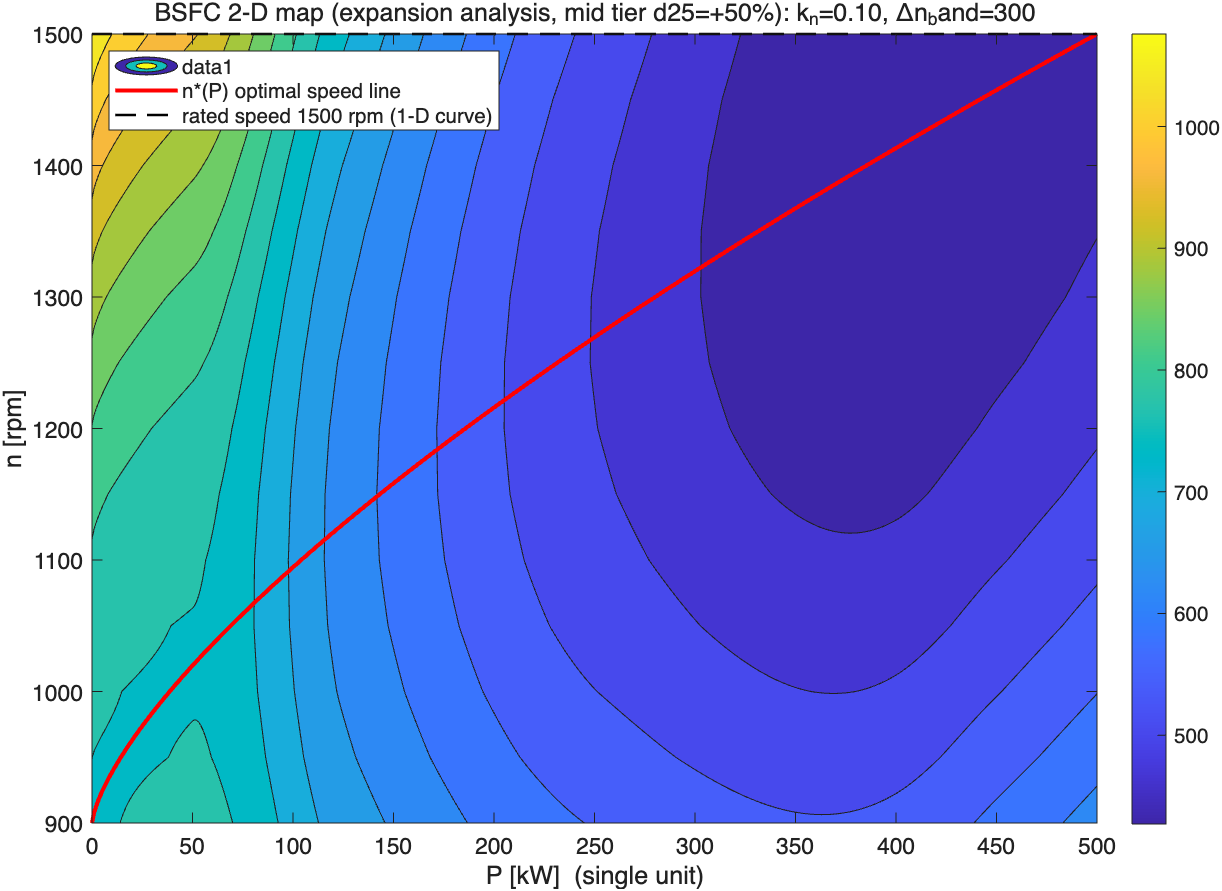 BSFC 2-D map (expansion analysis, mid tier d25=+50%): kₙ=0.10, Δn_band=300
data1
n*(P) optimal speed line
rated speed 1500 rpm (1-D curve)
1500
1400
1300
1200
1100
1000
900
n [rpm]
0 50 100 150 200 250 300 350 400 450 500
P [kW] (single unit)
1000
900
800
700
600
500